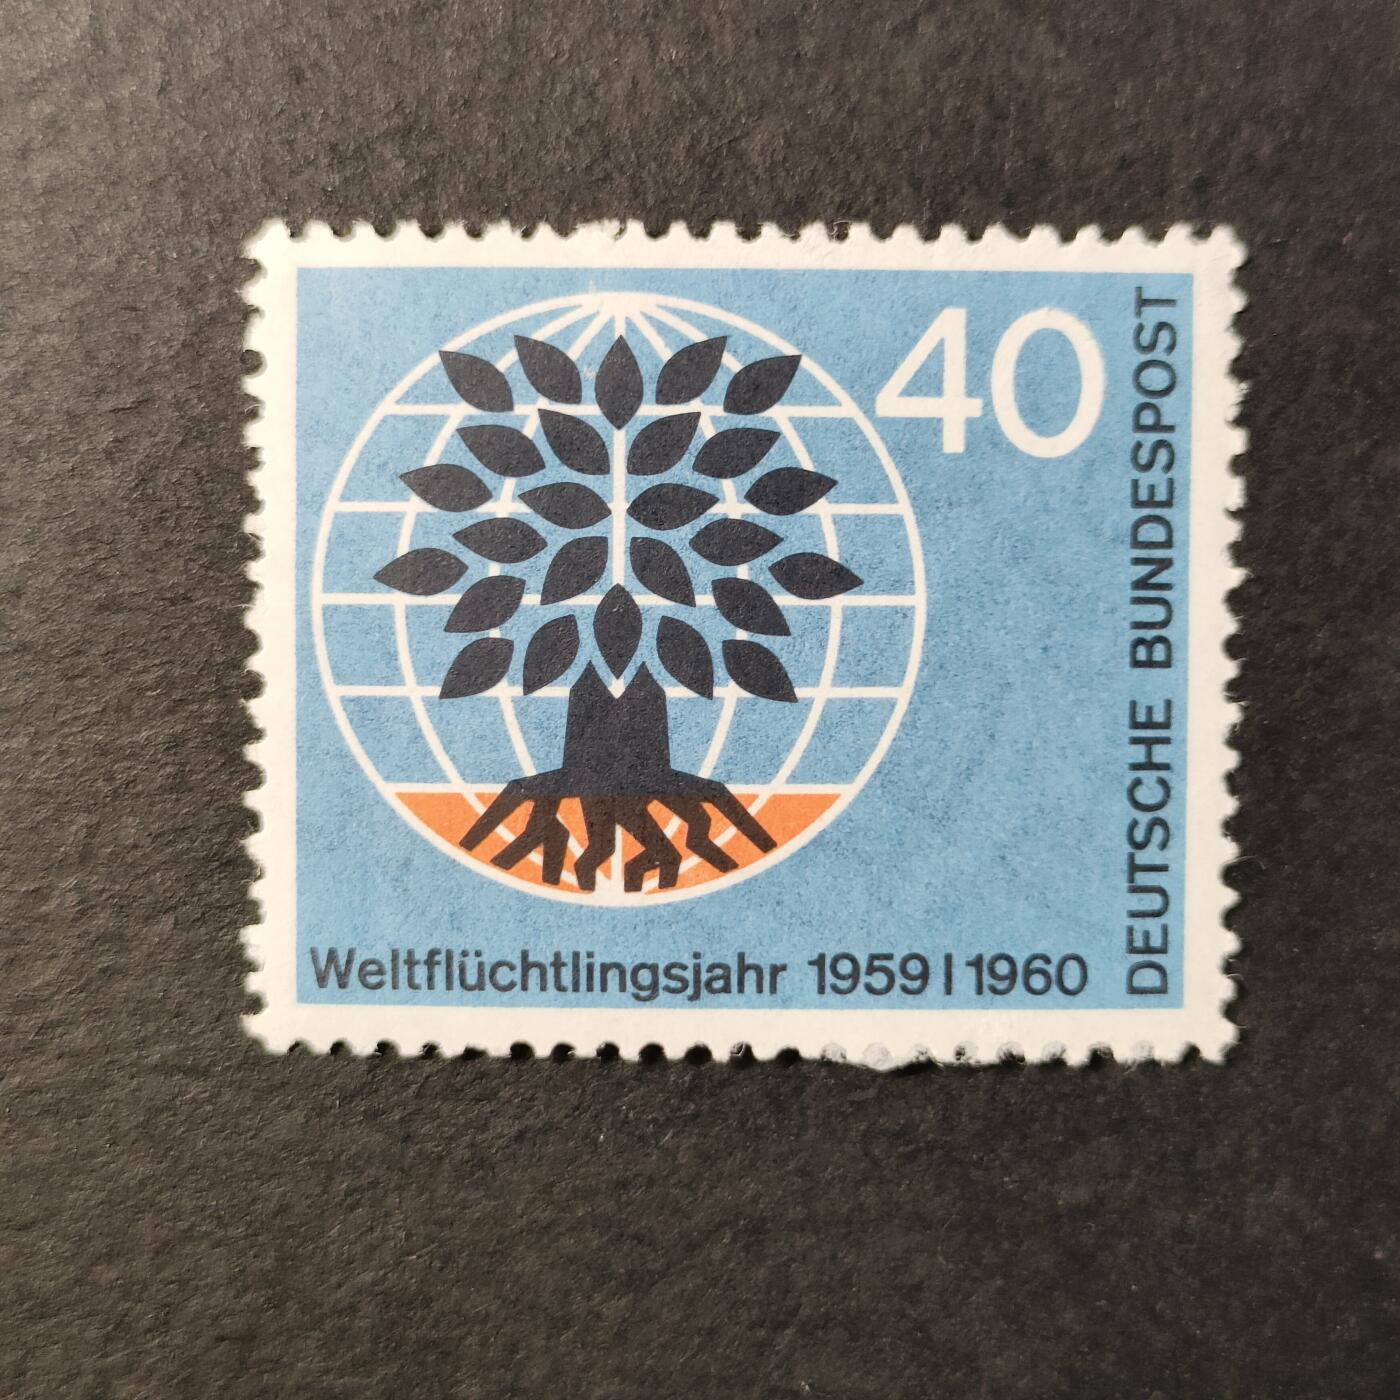 40
DEUTSCHE BUNDESPOST
Weltflüchtlingsjahr 1959|1960